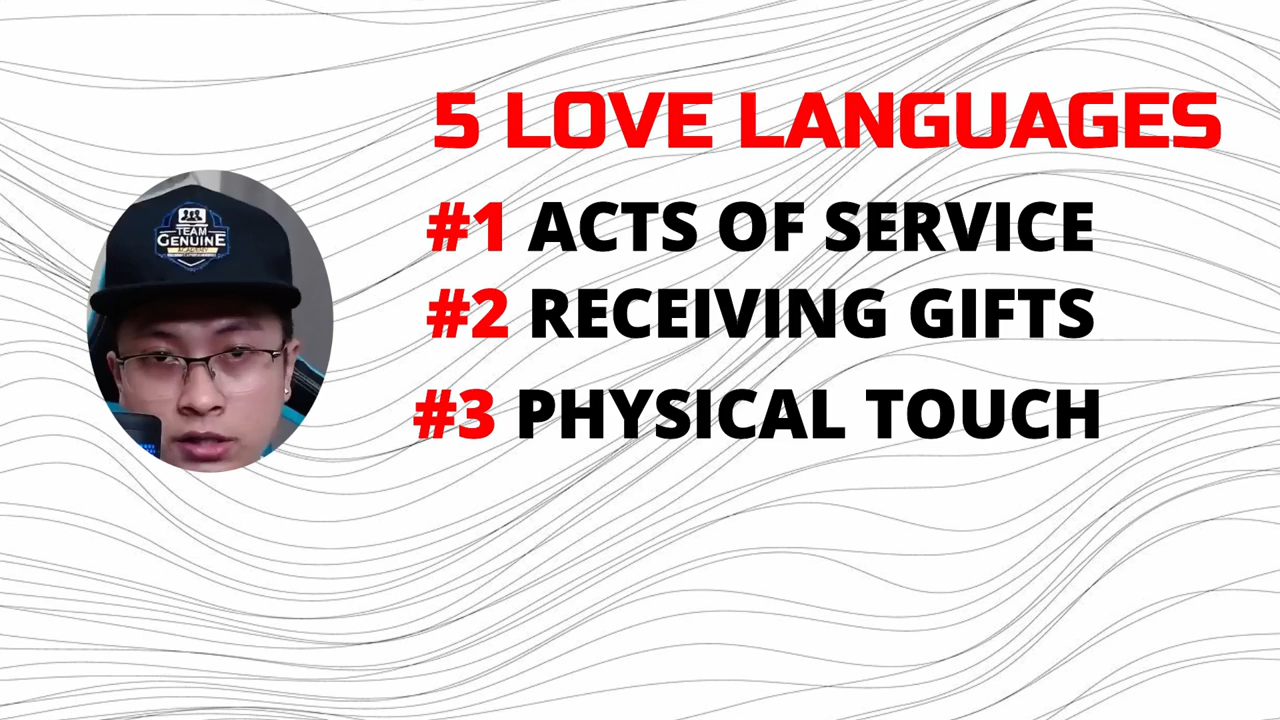 5 LOVE LANGUAGES
#1 ACTS OF SERVICE
#2 RECEIVING GIFTS
#3 PHYSICAL TOUCH
TEAM
GENUINE
ACADEMY